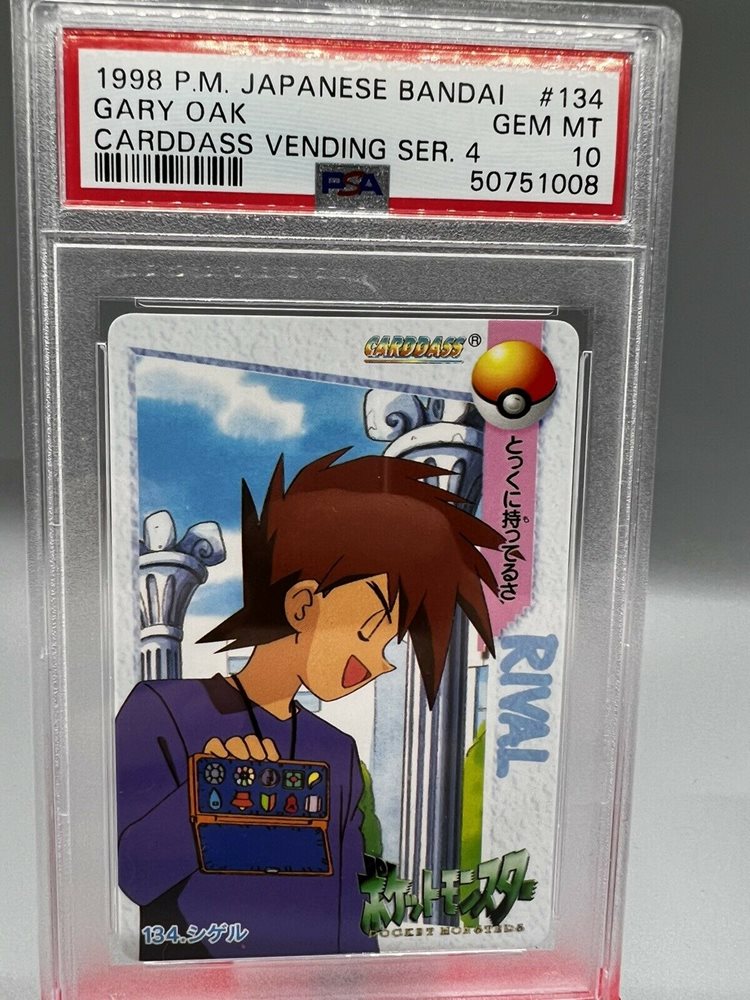 1998 P.M. JAPANESE BANDAI #134
GARY OAK GEM MT
CARDDASS VENDING SER. 4 10
PSA 50751008
CARDDASS®
とっくに持ってるさ
も
RIVAL
ポケットモンスター
POCKET MONSTERS
134.シゲル